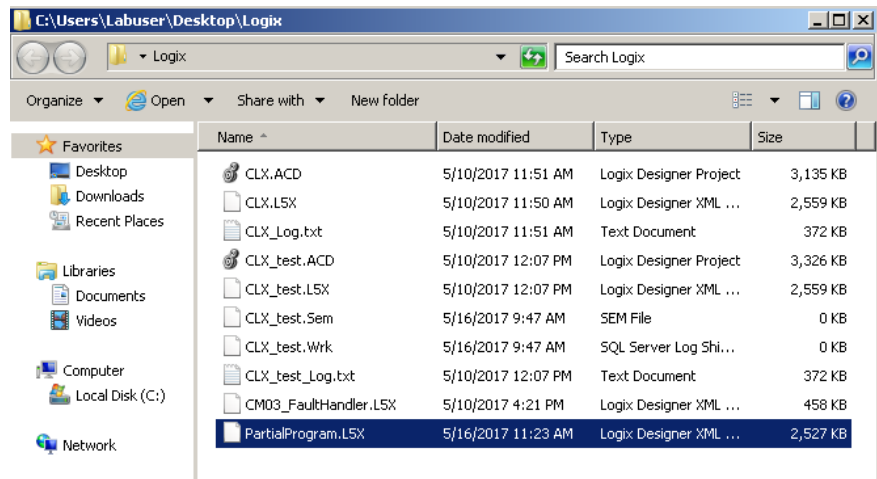 C:\Users\Labuser\Desktop\Logix
Logix
Search Logix
Organize Open Share with New folder
Favorites
Desktop
Downloads
Recent Places
Libraries
Documents
Videos
Computer
Local Disk (C:)
Network
Name Date modified Type Size
CLX.ACD 5/10/2017 11:51 AM Logix Designer Project 3,135 KB
CLX.L5X 5/10/2017 11:50 AM Logix Designer XML ... 2,559 KB
CLX_Log.txt 5/10/2017 11:51 AM Text Document 372 KB
CLX_test.ACD 5/10/2017 12:07 PM Logix Designer Project 3,326 KB
CLX_test.L5X 5/10/2017 12:07 PM Logix Designer XML ... 2,559 KB
CLX_test.Sem 5/16/2017 9:47 AM SEM File 0 KB
CLX_test.Wrk 5/16/2017 9:47 AM SQL Server Log Shi... 0 KB
CLX_test_Log.txt 5/10/2017 12:07 PM Text Document 372 KB
CM03_FaultHandler.L5X 5/10/2017 4:21 PM Logix Designer XML ... 458 KB
PartialProgram.L5X 5/16/2017 11:23 AM Logix Designer XML ... 2,527 KB